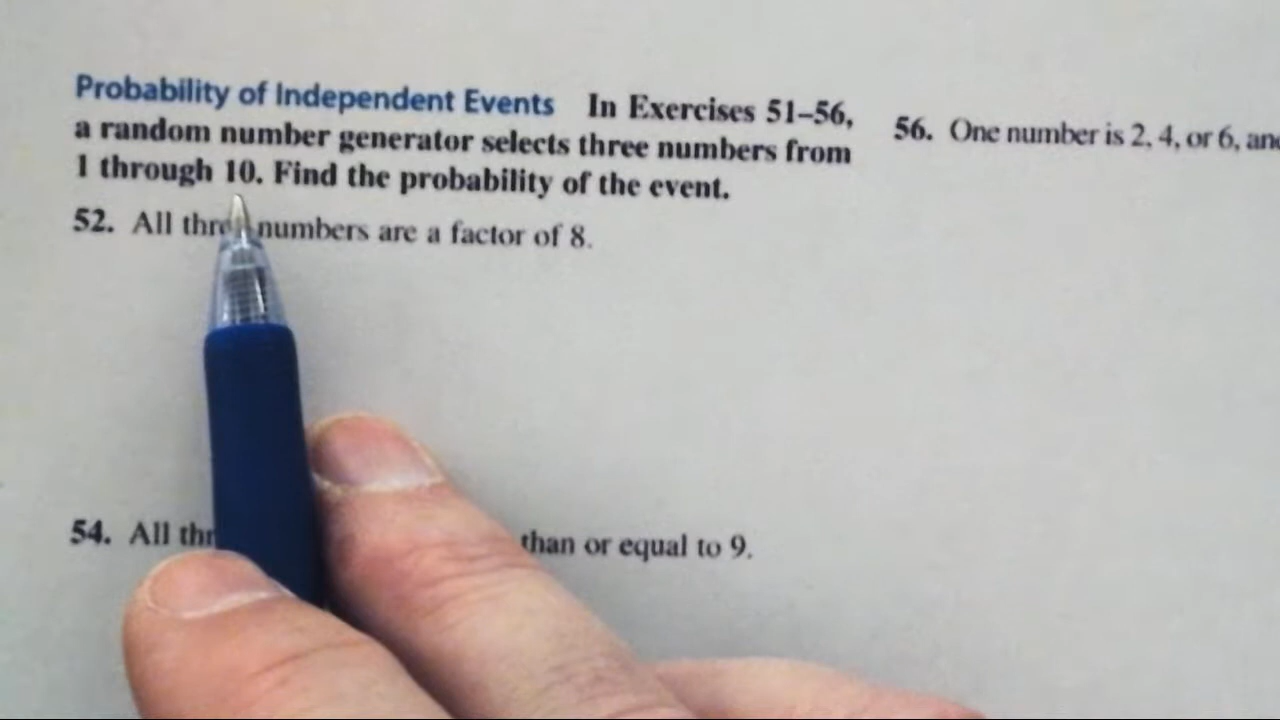 Probability of Independent Events In Exercises 51–56,
a random number generator selects three numbers from
1 through 10. Find the probability of the event.
52. All numbers are a factor of 8.
54. All than or equal to 9.
56. One number is 2, 4, or 6,